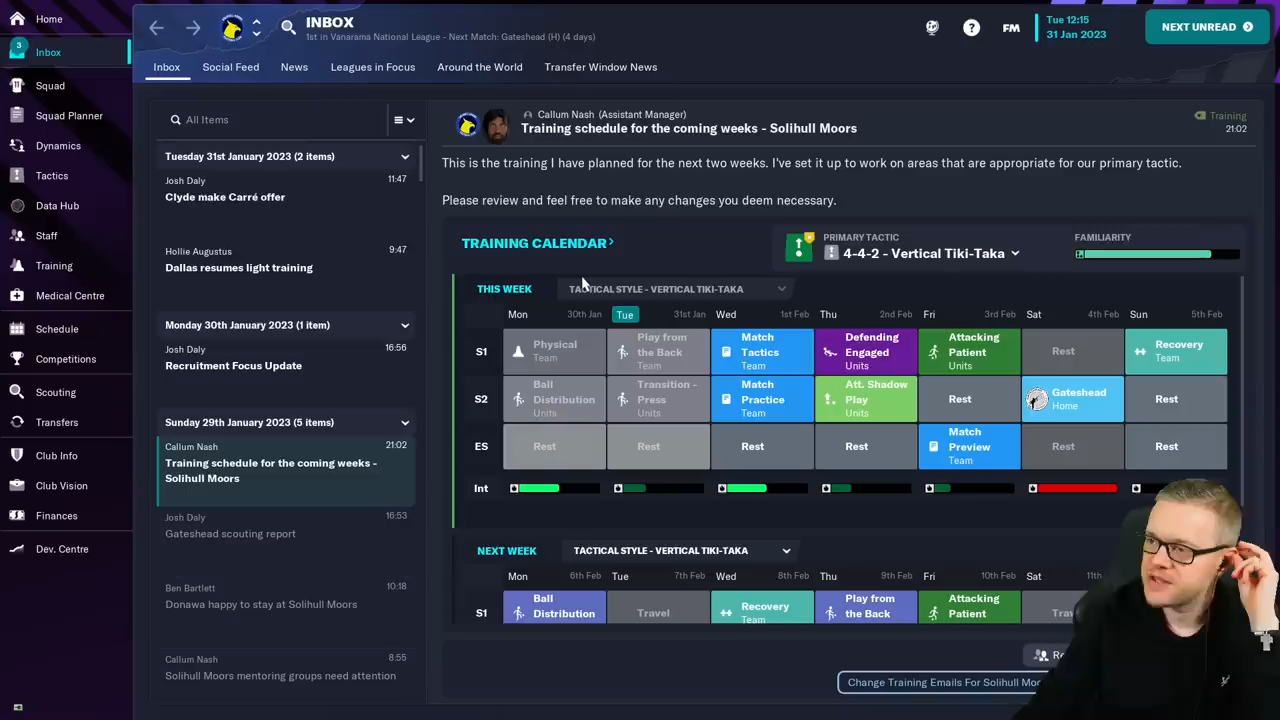 Home
3
Inbox
Squad
Squad Planner
Dynamics
Tactics
Data Hub
Staff
Training
Medical Centre
Schedule
Competitions
Scouting
Transfers
Club Info
Club Vision
Finances
Dev. Centre
INBOX
1st in Vanarama National League - Next Match: Gateshead (H) (4 days)
FM
Tue 12:15
31 Jan 2023
NEXT UNREAD
Inbox
Social Feed
News
Leagues in Focus
Around the World
Transfer Window News
All Items
Tuesday 31st January 2023 (2 items)
Josh Daly
11:47
Clyde make Carré offer
Hollie Augustus
9:47
Dallas resumes light training
Monday 30th January 2023 (1 item)
Josh Daly
16:56
Recruitment Focus Update
Sunday 29th January 2023 (5 items)
Callum Nash
21:02
Training schedule for the coming weeks -
Solihull Moors
Josh Daly
16:53
Gateshead scouting report
Ben Bartlett
10:18
Donawa happy to stay at Solihull Moors
Callum Nash
8:55
Solihull Moors mentoring groups need attention
Callum Nash (Assistant Manager)
Training schedule for the coming weeks - Solihull Moors
Training
21:02
This is the training I have planned for the next two weeks. I've set it up to work on areas that are appropriate for our primary tactic.
Please review and feel free to make any changes you deem necessary.
TRAINING CALENDAR
PRIMARY TACTIC
4-4-2 - Vertical Tiki-Taka
FAMILIARITY
THIS WEEK
TACTICAL STYLE - VERTICAL TIKI-TAKA
Mon 30th Jan
Tue 31st Jan
Wed 1st Feb
Thu 2nd Feb
Fri 3rd Feb
Sat 4th Feb
Sun 5th Feb
S1
Physical
Team
Play from
the Back
Team
Match
Tactics
Team
Defending
Engaged
Units
Attacking
Patient
Units
Rest
Recovery
Team
S2
Ball
Distribution
Units
Transition -
Press
Units
Match
Practice
Team
Att. Shadow
Play
Units
Rest
Gateshead
Home
Rest
ES
Rest
Rest
Rest
Rest
Match
Preview
Team
Rest
Rest
Int
NEXT WEEK
TACTICAL STYLE - VERTICAL TIKI-TAKA
Mon 6th Feb
Tue 7th Feb
Wed 8th Feb
Thu 9th Feb
Fri 10th Feb
Sat 11th
S1
Ball
Distribution
Travel
Recovery
Team
Play from
the Back
Attacking
Patient
Change Training Emails For Solihull